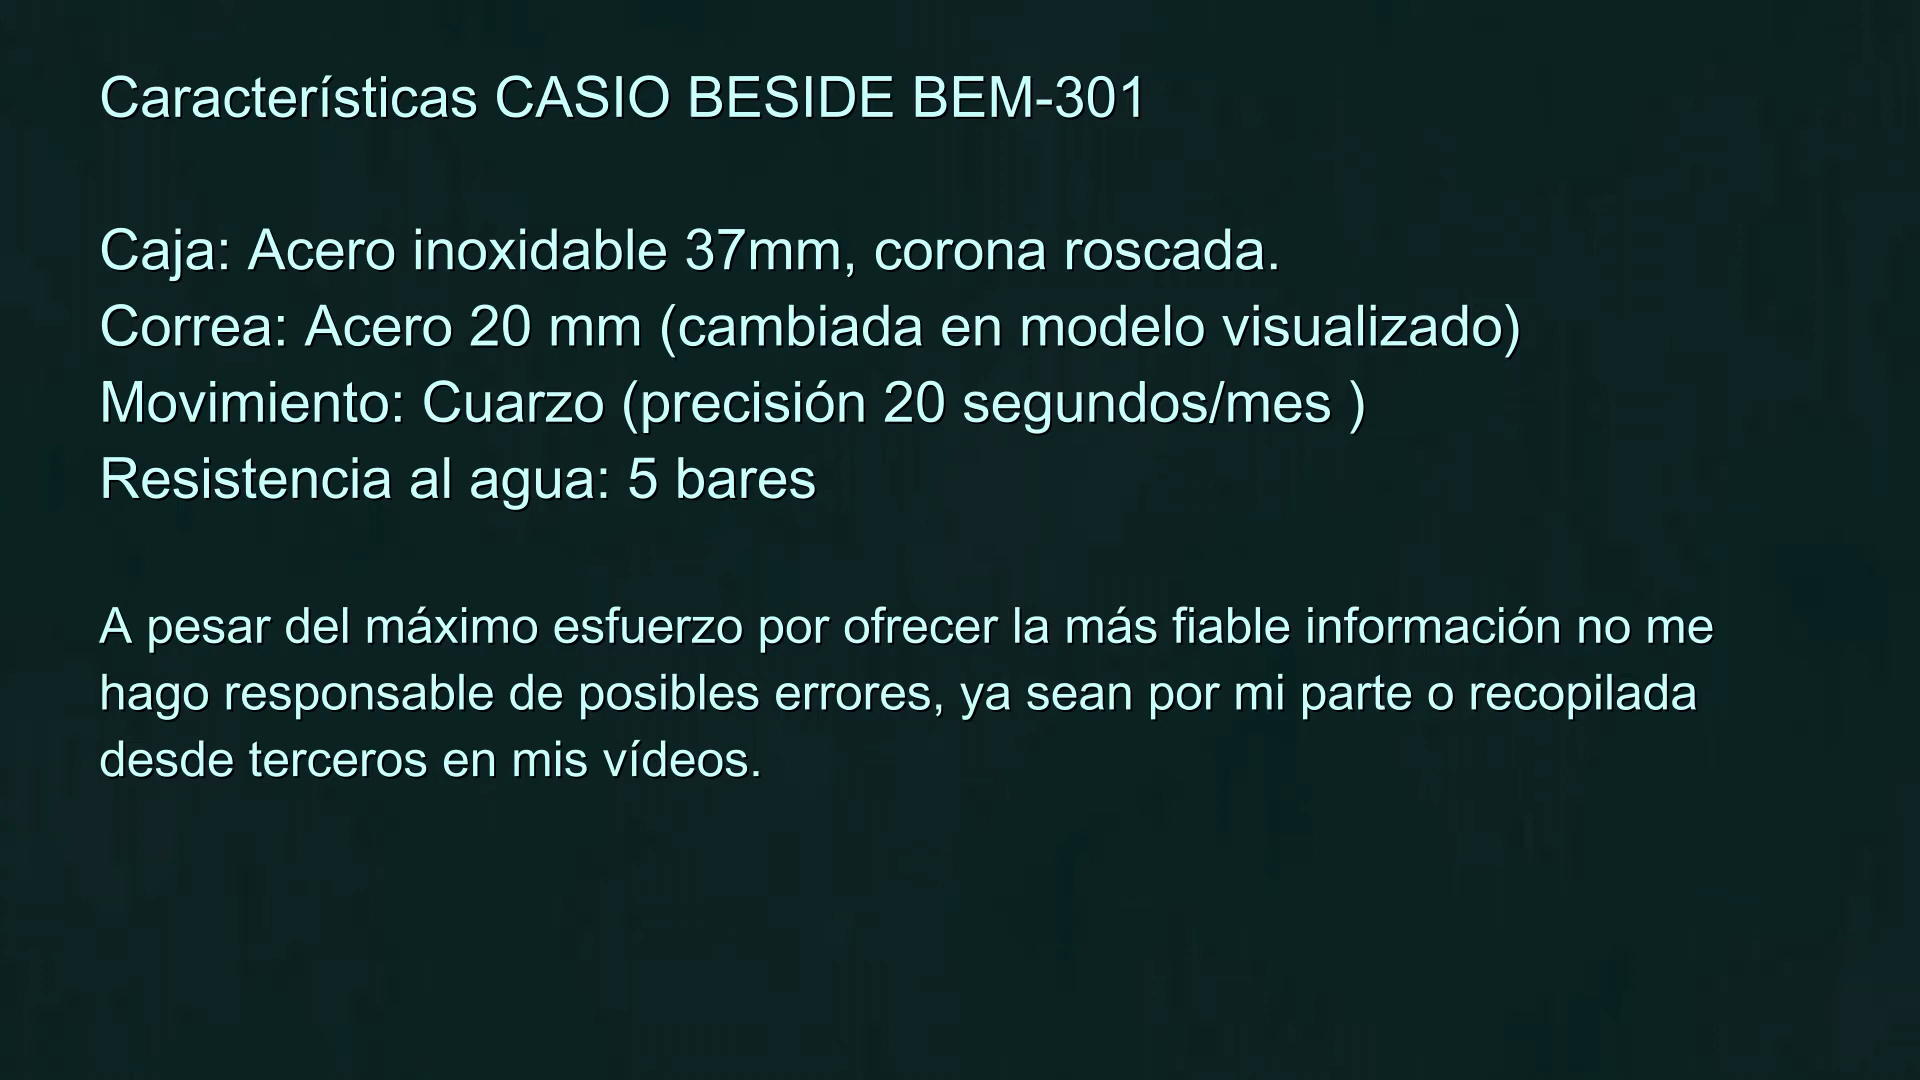 Características CASIO BESIDE BEM-301
Caja: Acero inoxidable 37mm, corona roscada.
Correa: Acero 20 mm (cambiada en modelo visualizado)
Movimiento: Cuarzo (precisión 20 segundos/mes )
Resistencia al agua: 5 bares
A pesar del máximo esfuerzo por ofrecer la más fiable información no me
hago responsable de posibles errores, ya sean por mi parte o recopilada
desde terceros en mis vídeos.